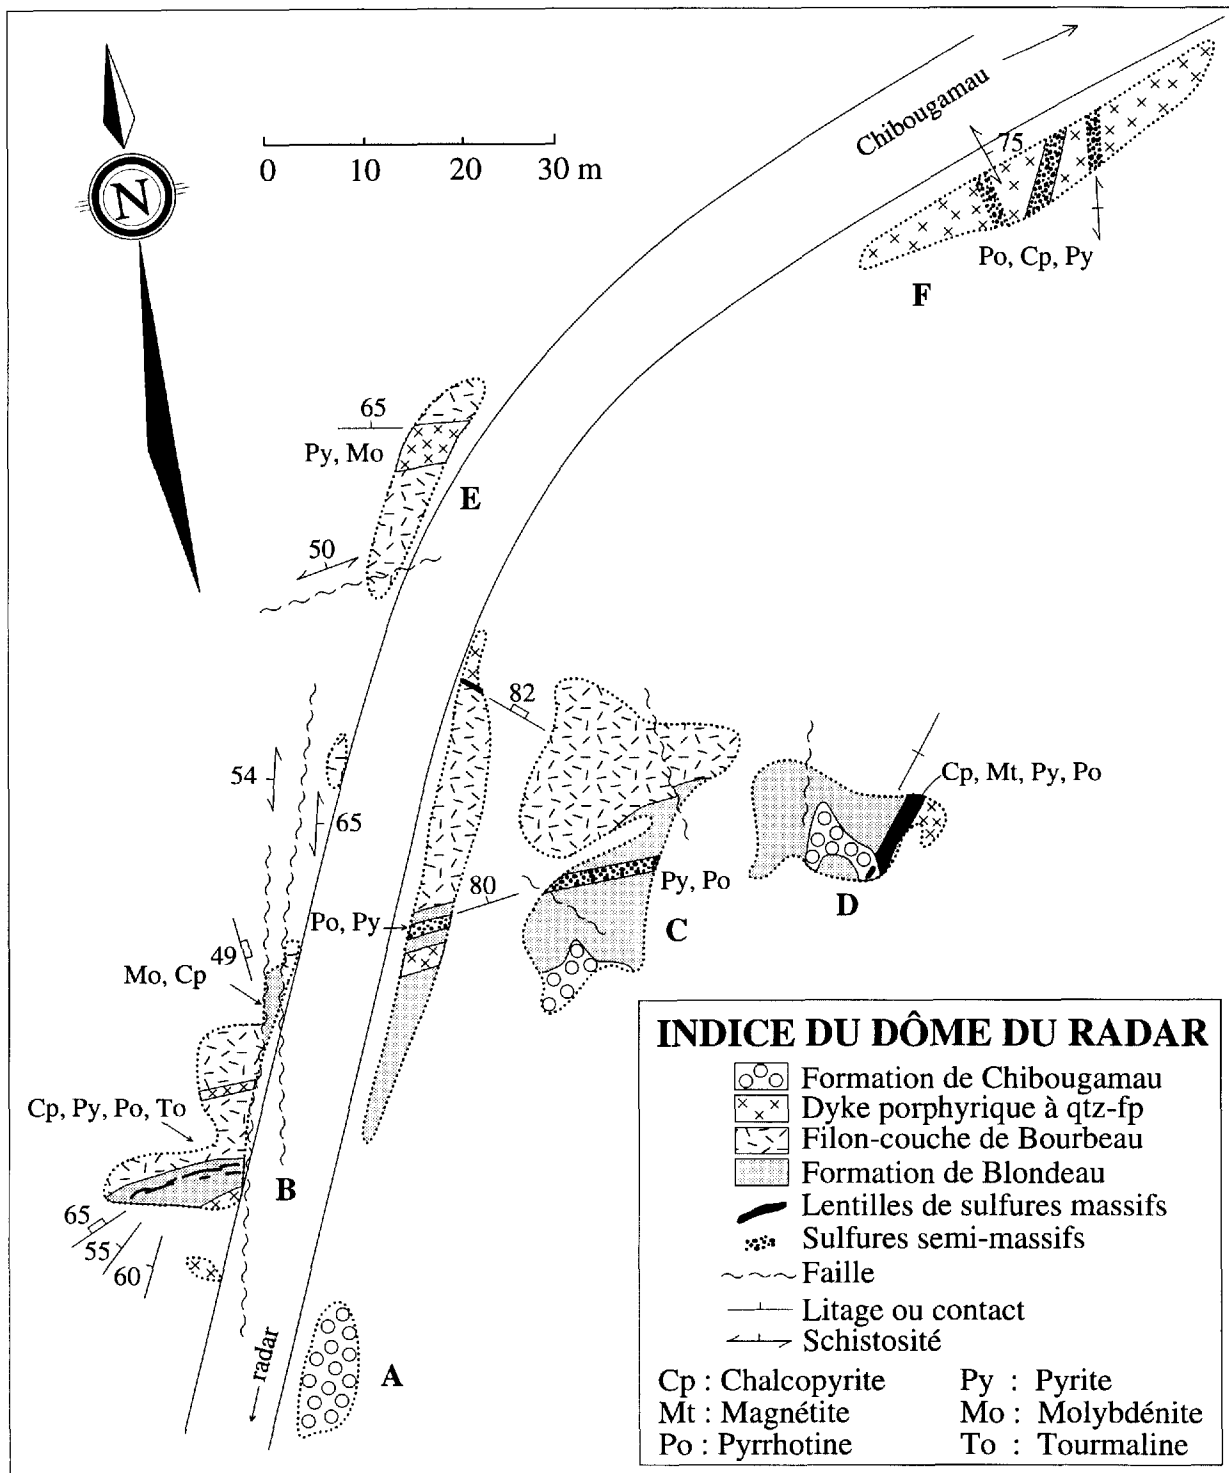 Chibougamau
N
0 10 20 30 m
75
Po, Cp, Py
F
65
Py, Mo
E
50
82
54
65
Cp, Mt, Py, Po
80
Py, Po
Po, Py
D
C
49
Mo, Cp
Cp, Py, Po, To
B
65
55
60
radar
A
INDICE DU DÔME DU RADAR
Formation de Chibougamau
Dyke porphyrique à qtz-fp
Filon-couche de Bourbeau
Formation de Blondeau
Lentilles de sulfures massifs
Sulfures semi-massifs
Faille
Litage ou contact
Schistosité
Cp : Chalcopyrite Py : Pyrite
Mt : Magnétite Mo : Molybdénite
Po : Pyrrhotine To : Tourmaline